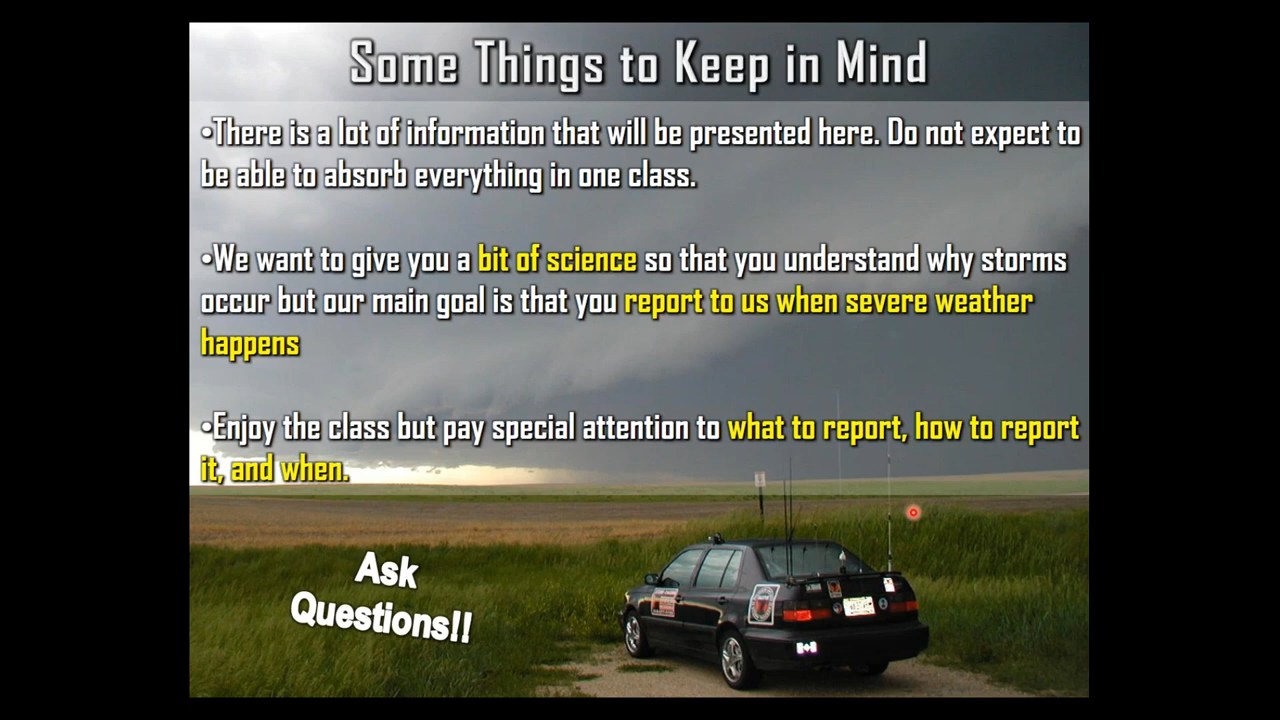 Some Things to Keep in Mind
•There is a lot of information that will be presented here. Do not expect to
be able to absorb everything in one class.
•We want to give you a bit of science so that you understand why storms
occur but our main goal is that you report to us when severe weather
happens
•Enjoy the class but pay special attention to what to report, how to report
it, and when.
Ask
Questions!!